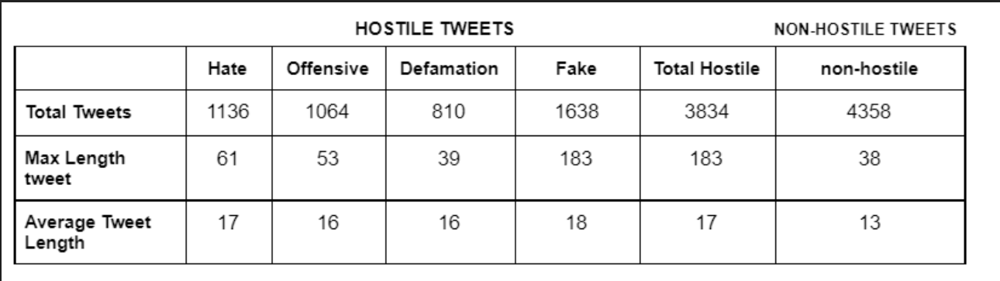 HOSTILE TWEETS NON-HOSTILE TWEETS
Hate Offensive Defamation Fake Total Hostile non-hostile
Total Tweets 1136 1064 810 1638 3834 4358
Max Length 61 53 39 183 183 38
tweet
Average Tweet 17 16 16 18 17 13
Length